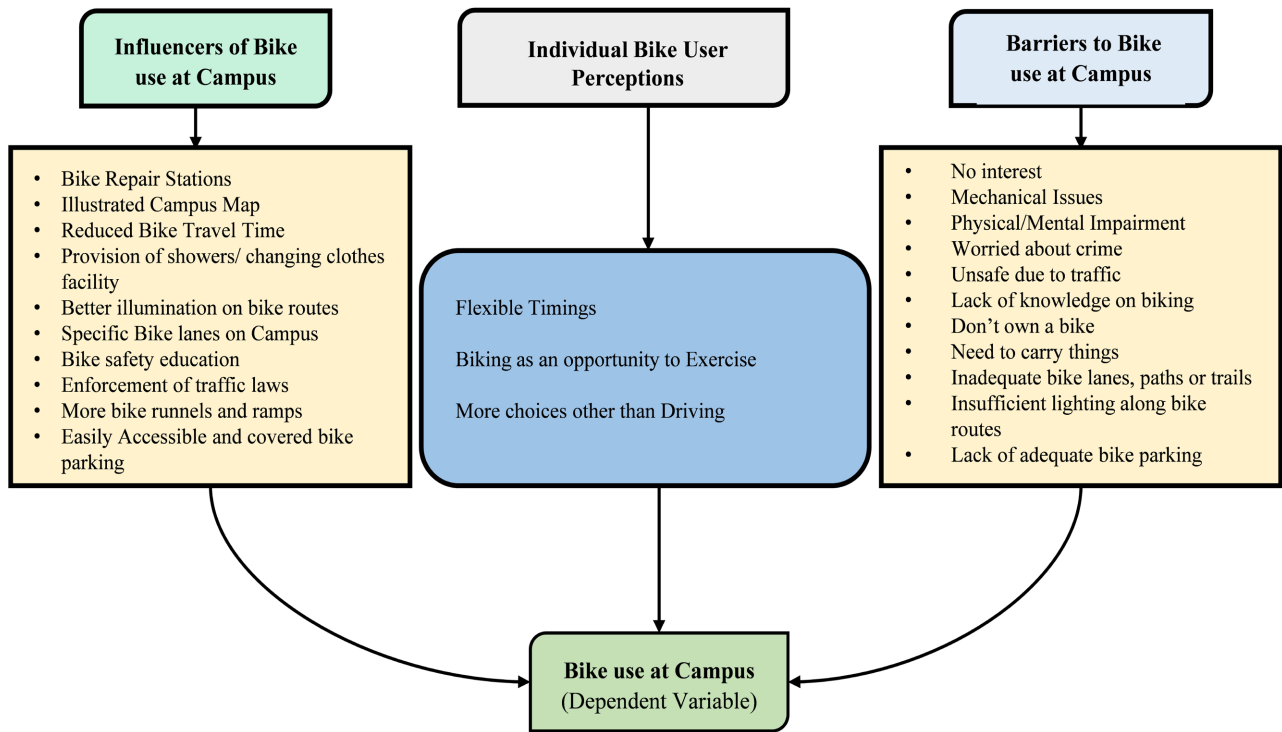 Influencers of Bike
use at Campus
• Bike Repair Stations
• Illustrated Campus Map
• Reduced Bike Travel Time
• Provision of showers/ changing clothes
facility
• Better illumination on bike routes
• Specific Bike lanes on Campus
• Bike safety education
• Enforcement of traffic laws
• More bike runnels and ramps
• Easily Accessible and covered bike
parking
Individual Bike User
Perceptions
Flexible Timings
Biking as an opportunity to Exercise
More choices other than Driving
Barriers to Bike
use at Campus
• No interest
• Mechanical Issues
• Physical/Mental Impairment
• Worried about crime
• Unsafe due to traffic
• Lack of knowledge on biking
• Don’t own a bike
• Need to carry things
• Inadequate bike lanes, paths or trails
• Insufficient lighting along bike
routes
• Lack of adequate bike parking
Bike use at Campus
(Dependent Variable)